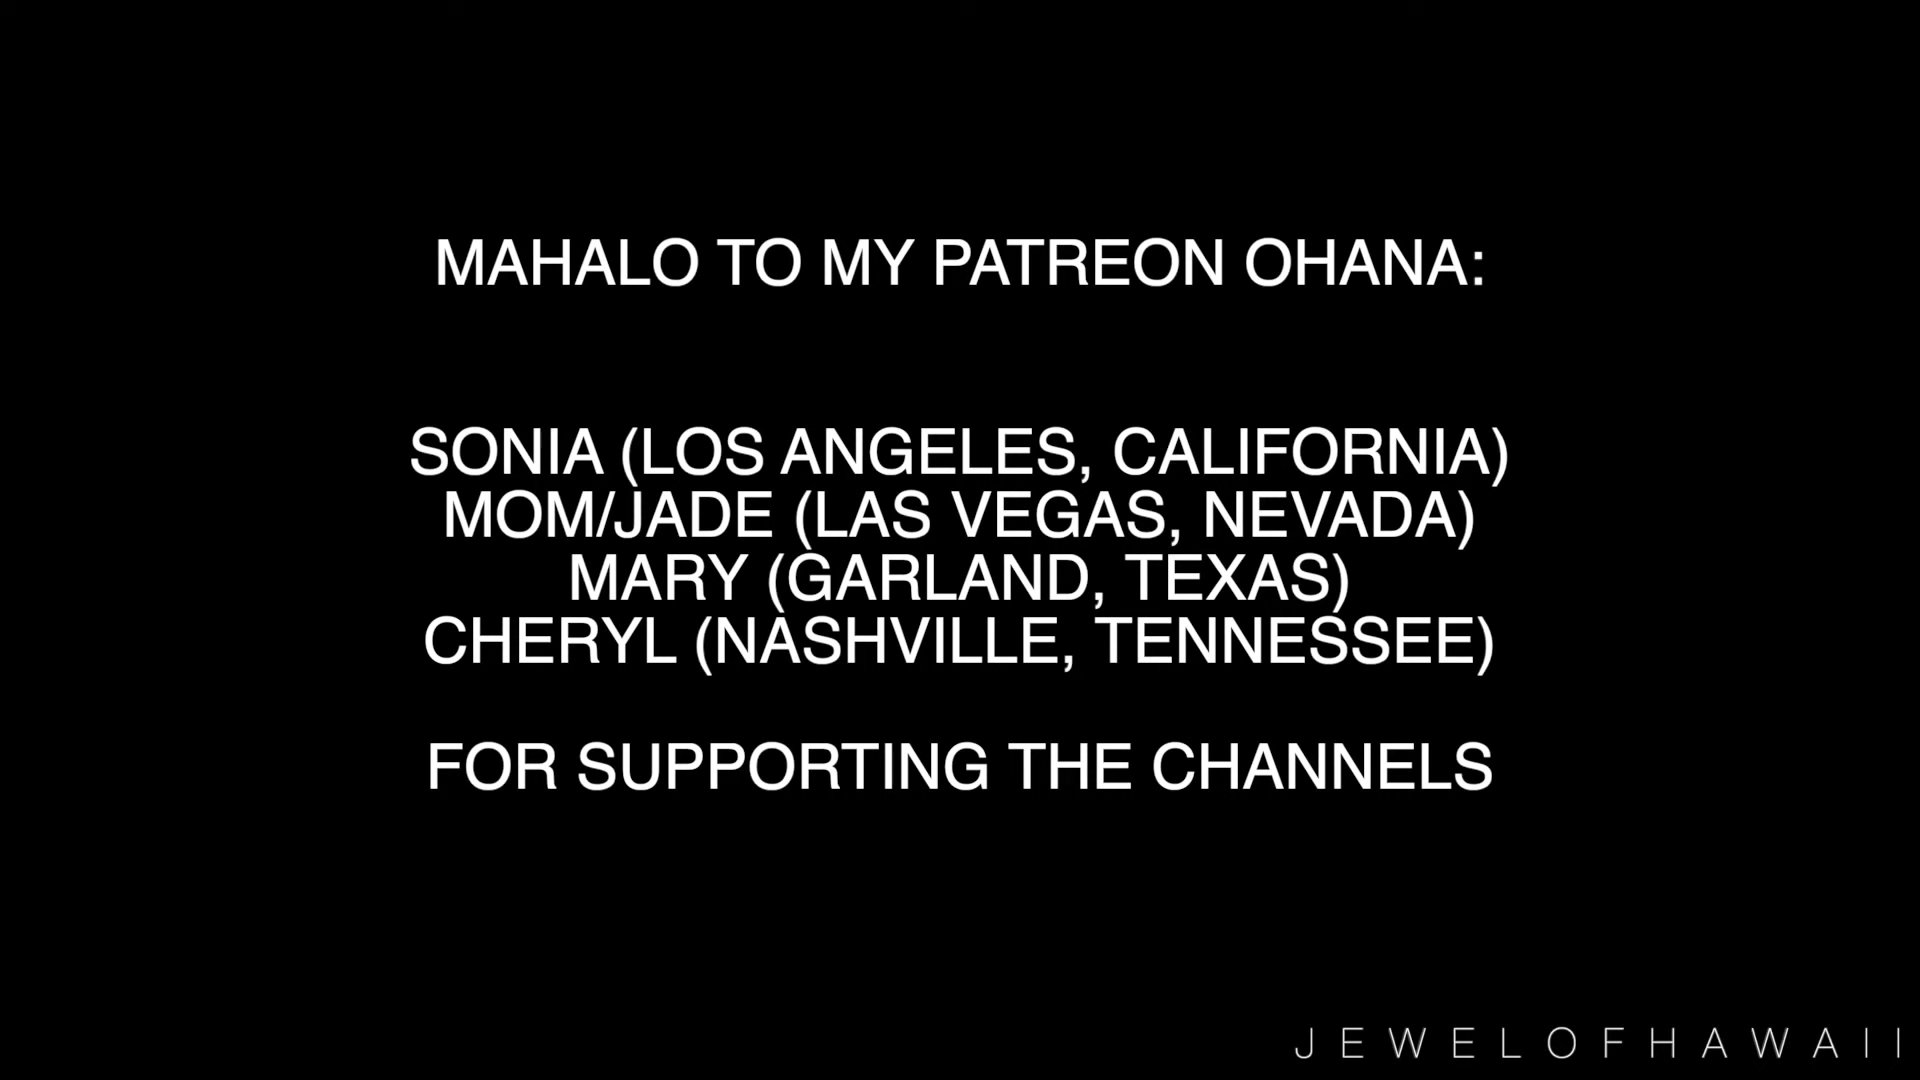 MAHALO TO MY PATREON OHANA:
SONIA (LOS ANGELES, CALIFORNIA)
MOM/JADE (LAS VEGAS, NEVADA)
MARY (GARLAND, TEXAS)
CHERYL (NASHVILLE, TENNESSEE)
FOR SUPPORTING THE CHANNELS
JEWELOFHAWAII